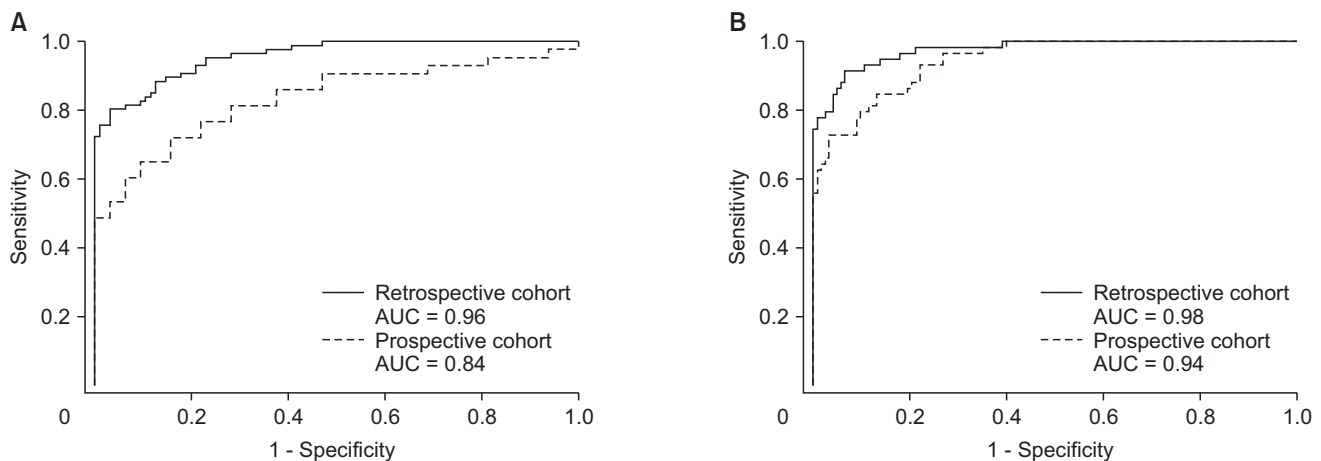 A
1.0
0.8
0.6
0.4
0.2
0
Sensitivity
Retrospective cohort
AUC = 0.96
Prospective cohort
AUC = 0.84
0.2 0.4 0.6 0.8 1.0
1 - Specificity
B
1.0
0.8
0.6
0.4
0.2
0
Sensitivity
Retrospective cohort
AUC = 0.98
Prospective cohort
AUC = 0.94
0.2 0.4 0.6 0.8 1.0
1 - Specificity